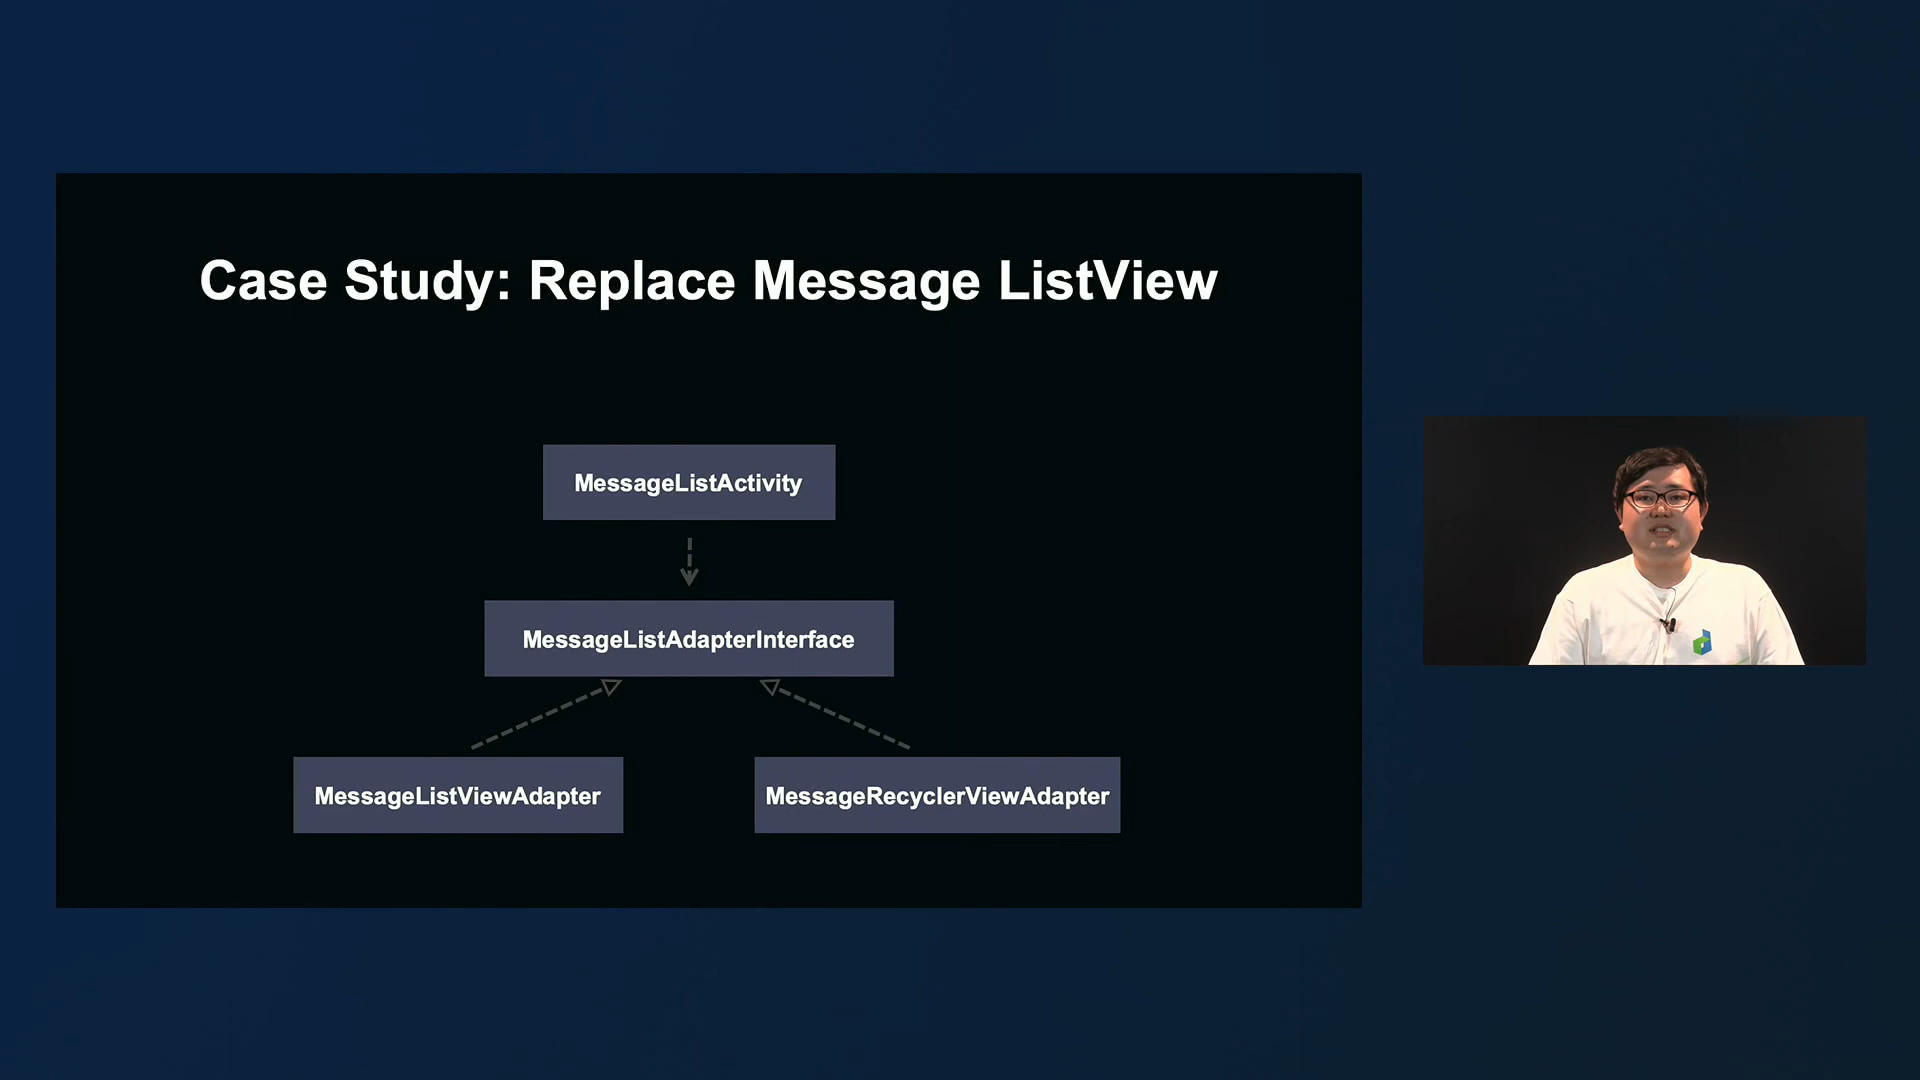 Case Study: Replace Message ListView
MessageListActivity
MessageListAdapterInterface
MessageListViewAdapter
MessageRecyclerViewAdapter